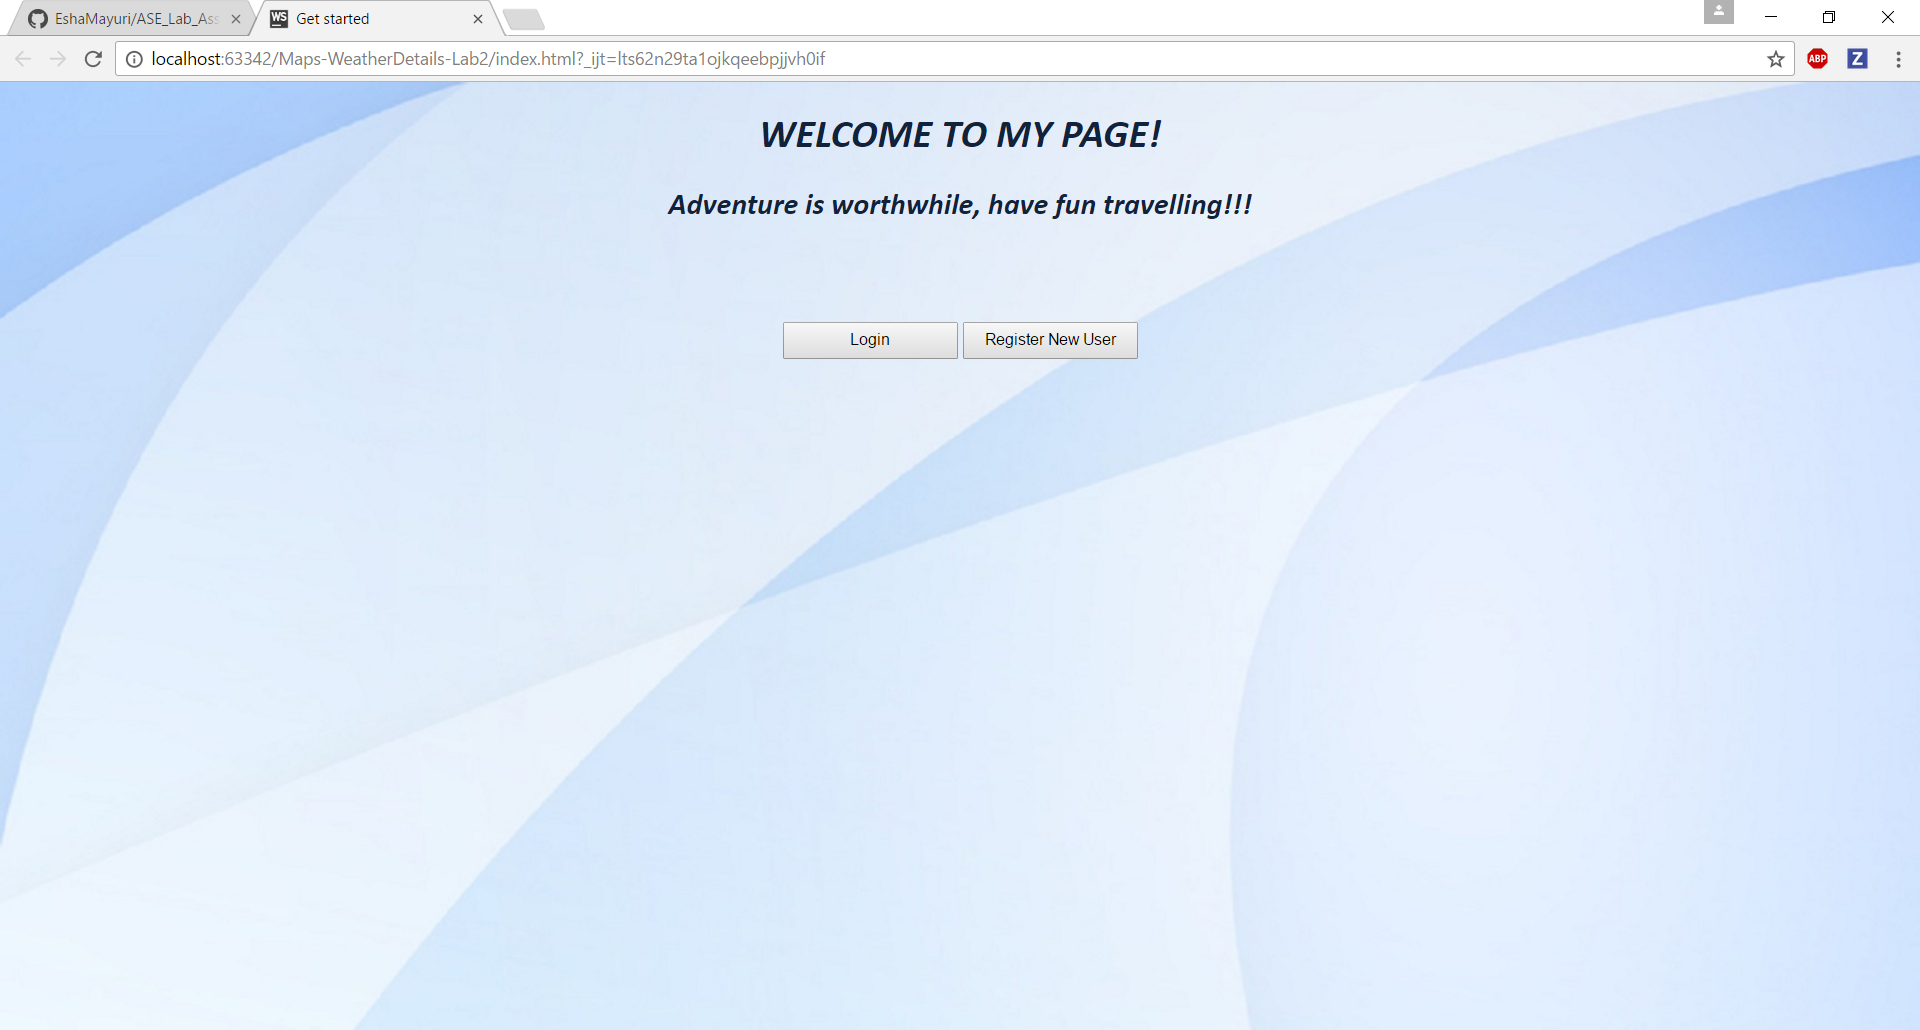 EshaMayuri/ASE_Lab_Ass
WS Get started
localhost:63342/Maps-WeatherDetails-Lab2/index.html?_ijt=lts62n29ta1ojkqeebpjjvh0if
ABP
Z
WELCOME TO MY PAGE!
Adventure is worthwhile, have fun travelling!!!
Login
Register New User